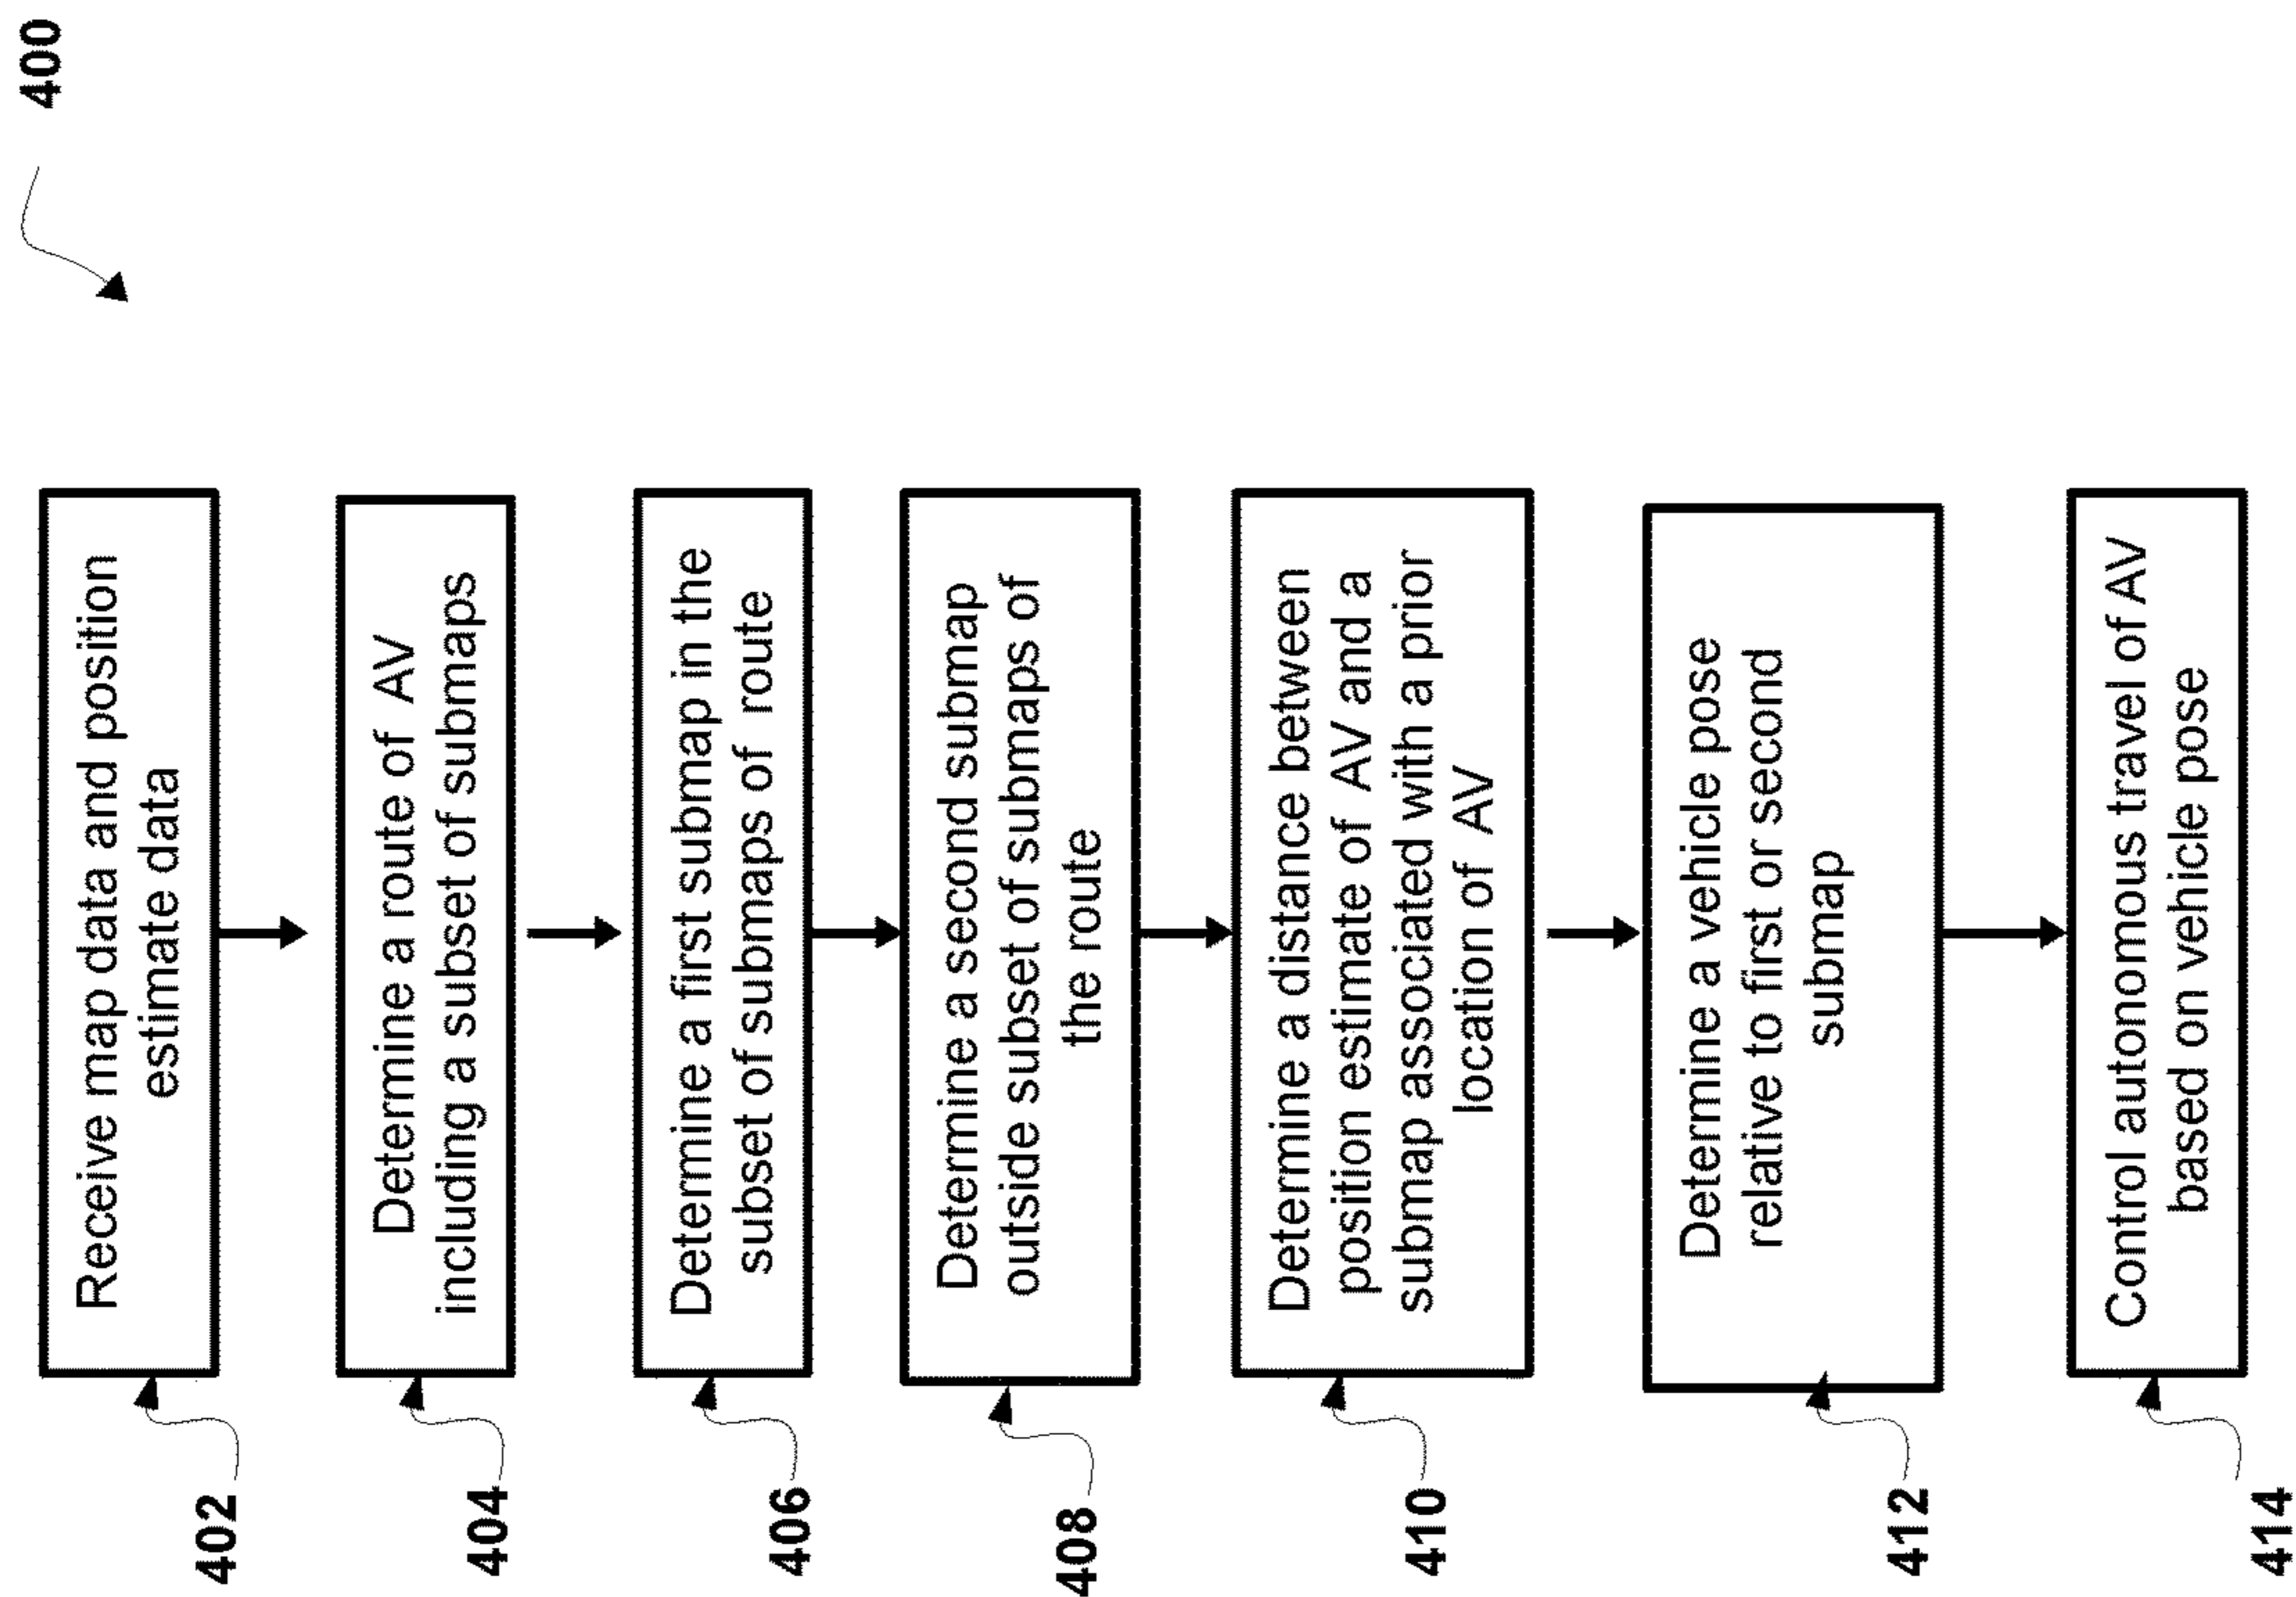 400
402
Receive map data and position
estimate data
404
Determine a route of AV
including a subset of submaps
406
Determine a first submap in the
subset of submaps of route
408
Determine a second submap
outside subset of submaps of
the route
410
Determine a distance between
position estimate of AV and a
submap associated with a prior
location of AV
412
Determine a vehicle pose
relative to first or second
submap
414
Control autonomous travel of AV
based on vehicle pose